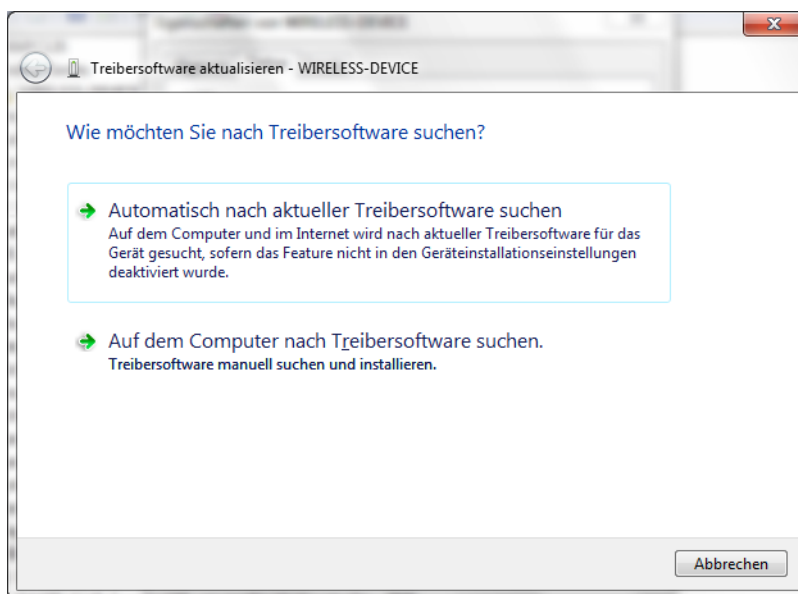 Treibersoftware aktualisieren - WIRELESS-DEVICE
Wie möchten Sie nach Treibersoftware suchen?
Automatisch nach aktueller Treibersoftware suchen
Auf dem Computer und im Internet wird nach aktueller Treibersoftware für das
Gerät gesucht, sofern das Feature nicht in den Geräteinstallationseinstellungen
deaktiviert wurde.
Auf dem Computer nach Treibersoftware suchen.
Treibersoftware manuell suchen und installieren.
Abbrechen